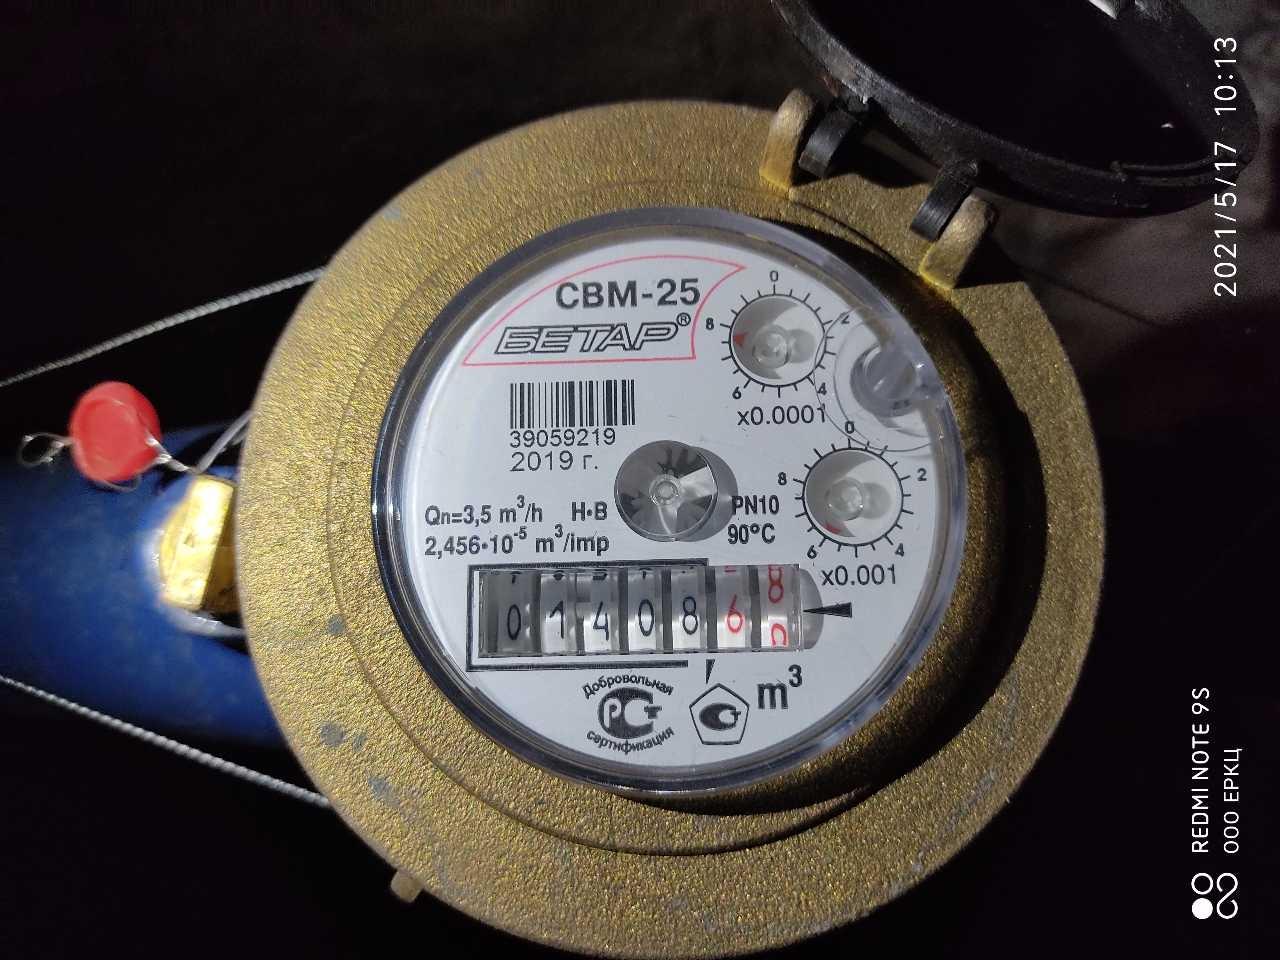 СВМ-25
БЕТАР®
0
2
4
6
8
x0.0001
39059219
2019 г.
0
2
4
6
8
x0.001
Qn=3,5 m³/h H·B
2,456·10⁻⁵ m³/imp
PN10
90°C
0 1 4 0 8 6
m³
Добровольная
РСТ
сертификация
2021/5/17 10:13
REDMI NOTE 9S
ООО ЕРКЦ